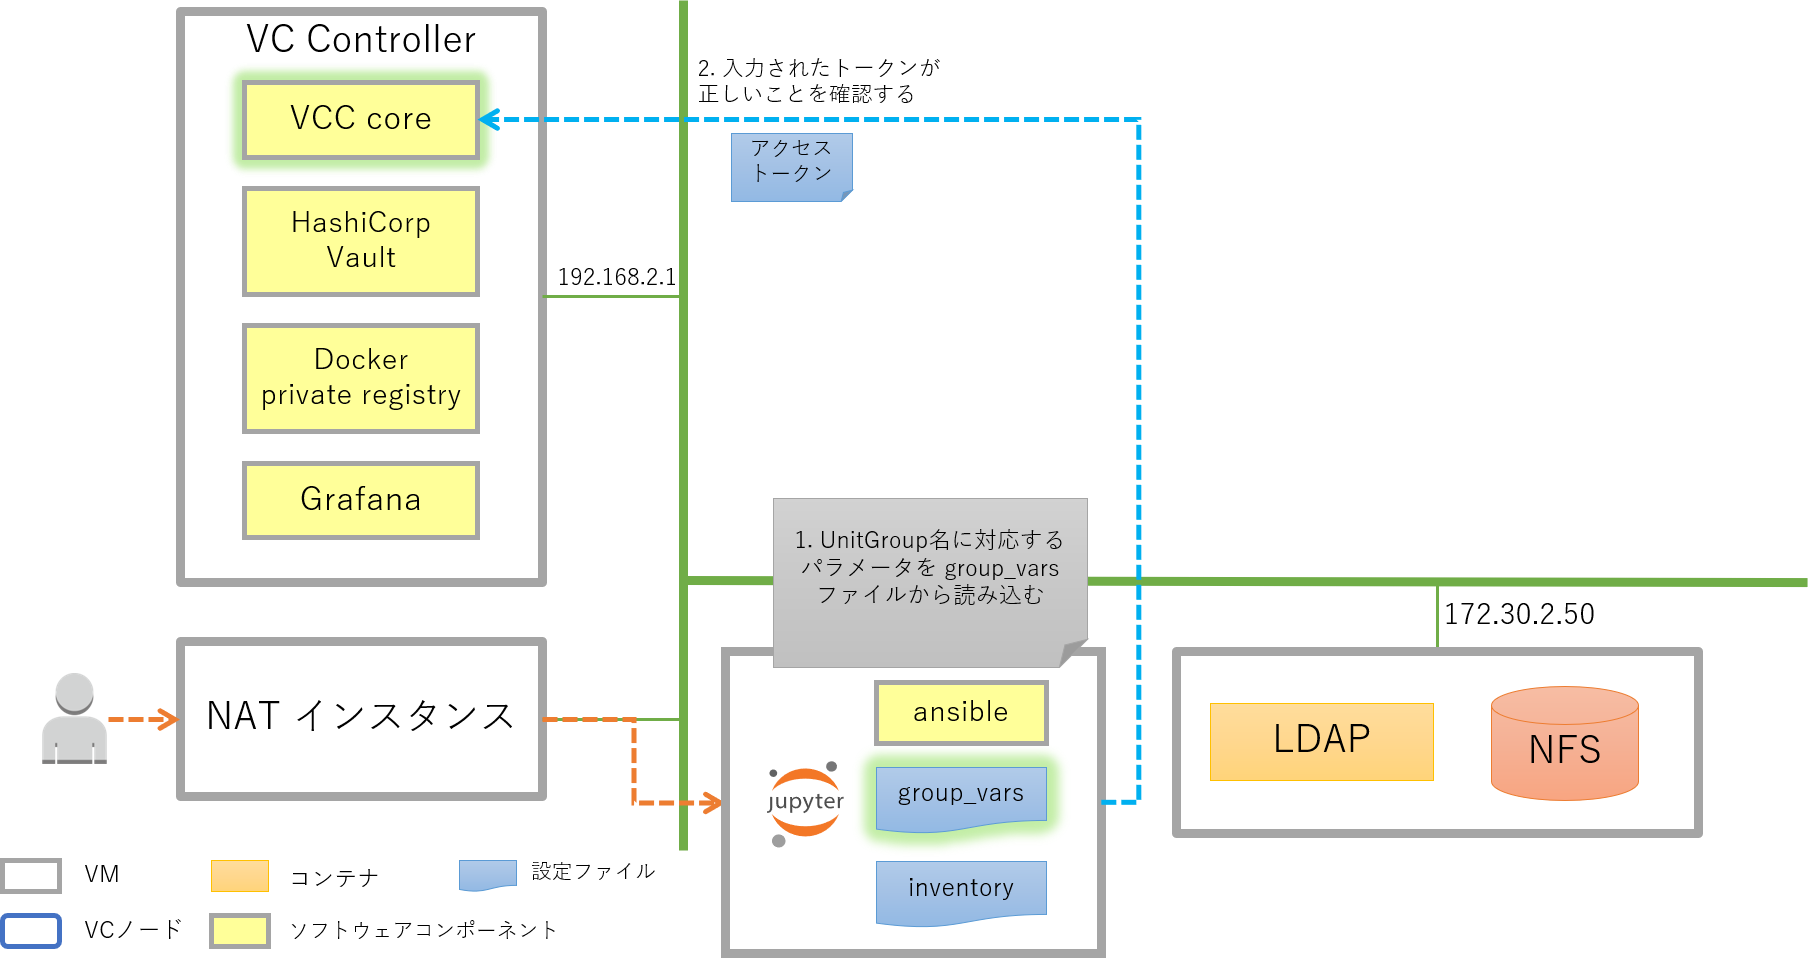 VC Controller
VCC core
HashiCorp
Vault
Docker
private registry
Grafana
192.168.2.1
2. 入力されたトークンが
正しいことを確認する
アクセス
トークン
1. UnitGroup名に対応する
パラメータを group_vars
ファイルから読み込む
172.30.2.50
NAT インスタンス
ansible
jupyter
group_vars
inventory
LDAP
NFS
VM
コンテナ
設定ファイル
VCノード
ソフトウェアコンポーネント